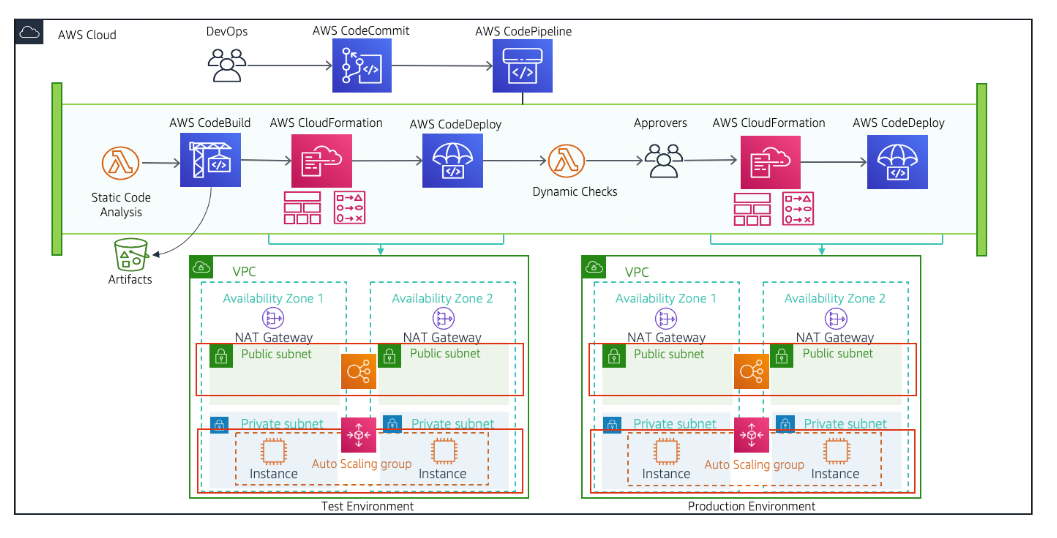 AWS Cloud
DevOps
AWS CodeCommit
AWS CodePipeline
AWS CodeBuild
AWS CloudFormation
AWS CodeDeploy
Approvers
AWS CloudFormation
AWS CodeDeploy
Static Code
Analysis
Dynamic Checks
Artifacts
VPC
Availability Zone 1
Availability Zone 2
NAT Gateway
NAT Gateway
Public subnet
Public subnet
Private subnet
Private subnet
Auto Scaling group
Instance
Instance
Test Environment
VPC
Availability Zone 1
Availability Zone 2
NAT Gateway
NAT Gateway
Public subnet
Public subnet
Private subnet
Private subnet
Auto Scaling group
Instance
Instance
Production Environment